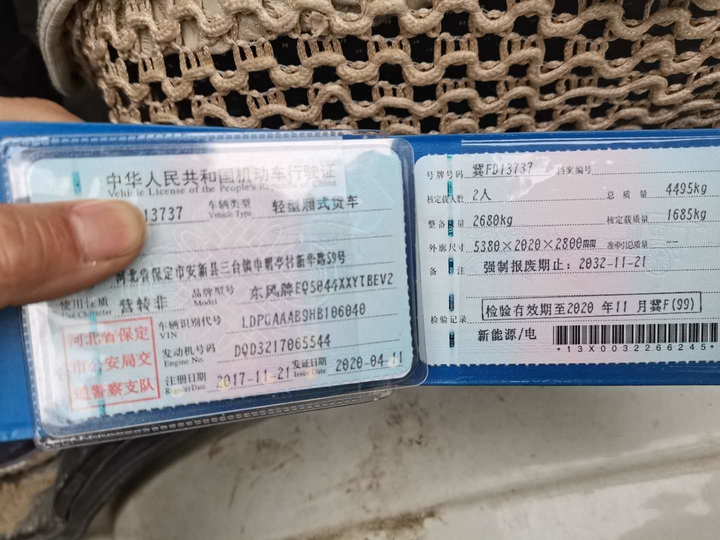 中华人民共和国机动车行驶证
Vehicle License of the People's Republic of China
13737 车辆类型 Vehicle Type 轻型厢式货车
河北省保定市安新县三台镇申明亭村新华路59号
使用性质 Use Character 营转非 品牌型号 Model 东风牌EQ5044XXYTBEV2
车辆识别代号 VIN LDPGAAAB9HB106040
发动机号码 Engine No. DQD3217065544
注册日期 Register Date 2017-11-21 发证日期 Issue Date 2020-04-11
河北省保定
市公安局交
通警察支队
号牌号码 冀FD13737 档案编号
核定载人数 2人 总质量 4495kg
整备质量 2680kg 核定载质量 1685kg
外廓尺寸 5380×2020×2800mm 准牵引总质量 --
备注 强制报废期止:2032-11-21
检验有效期至2020 年11 月冀F(99)
检验记录
新能源/电
*13X0032266245*